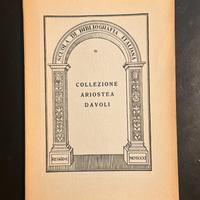 SCUOLA DI BIBLIOGRAFIA ITALIANA
COLLEZIONE
ARIOSTEA
DAVOLI